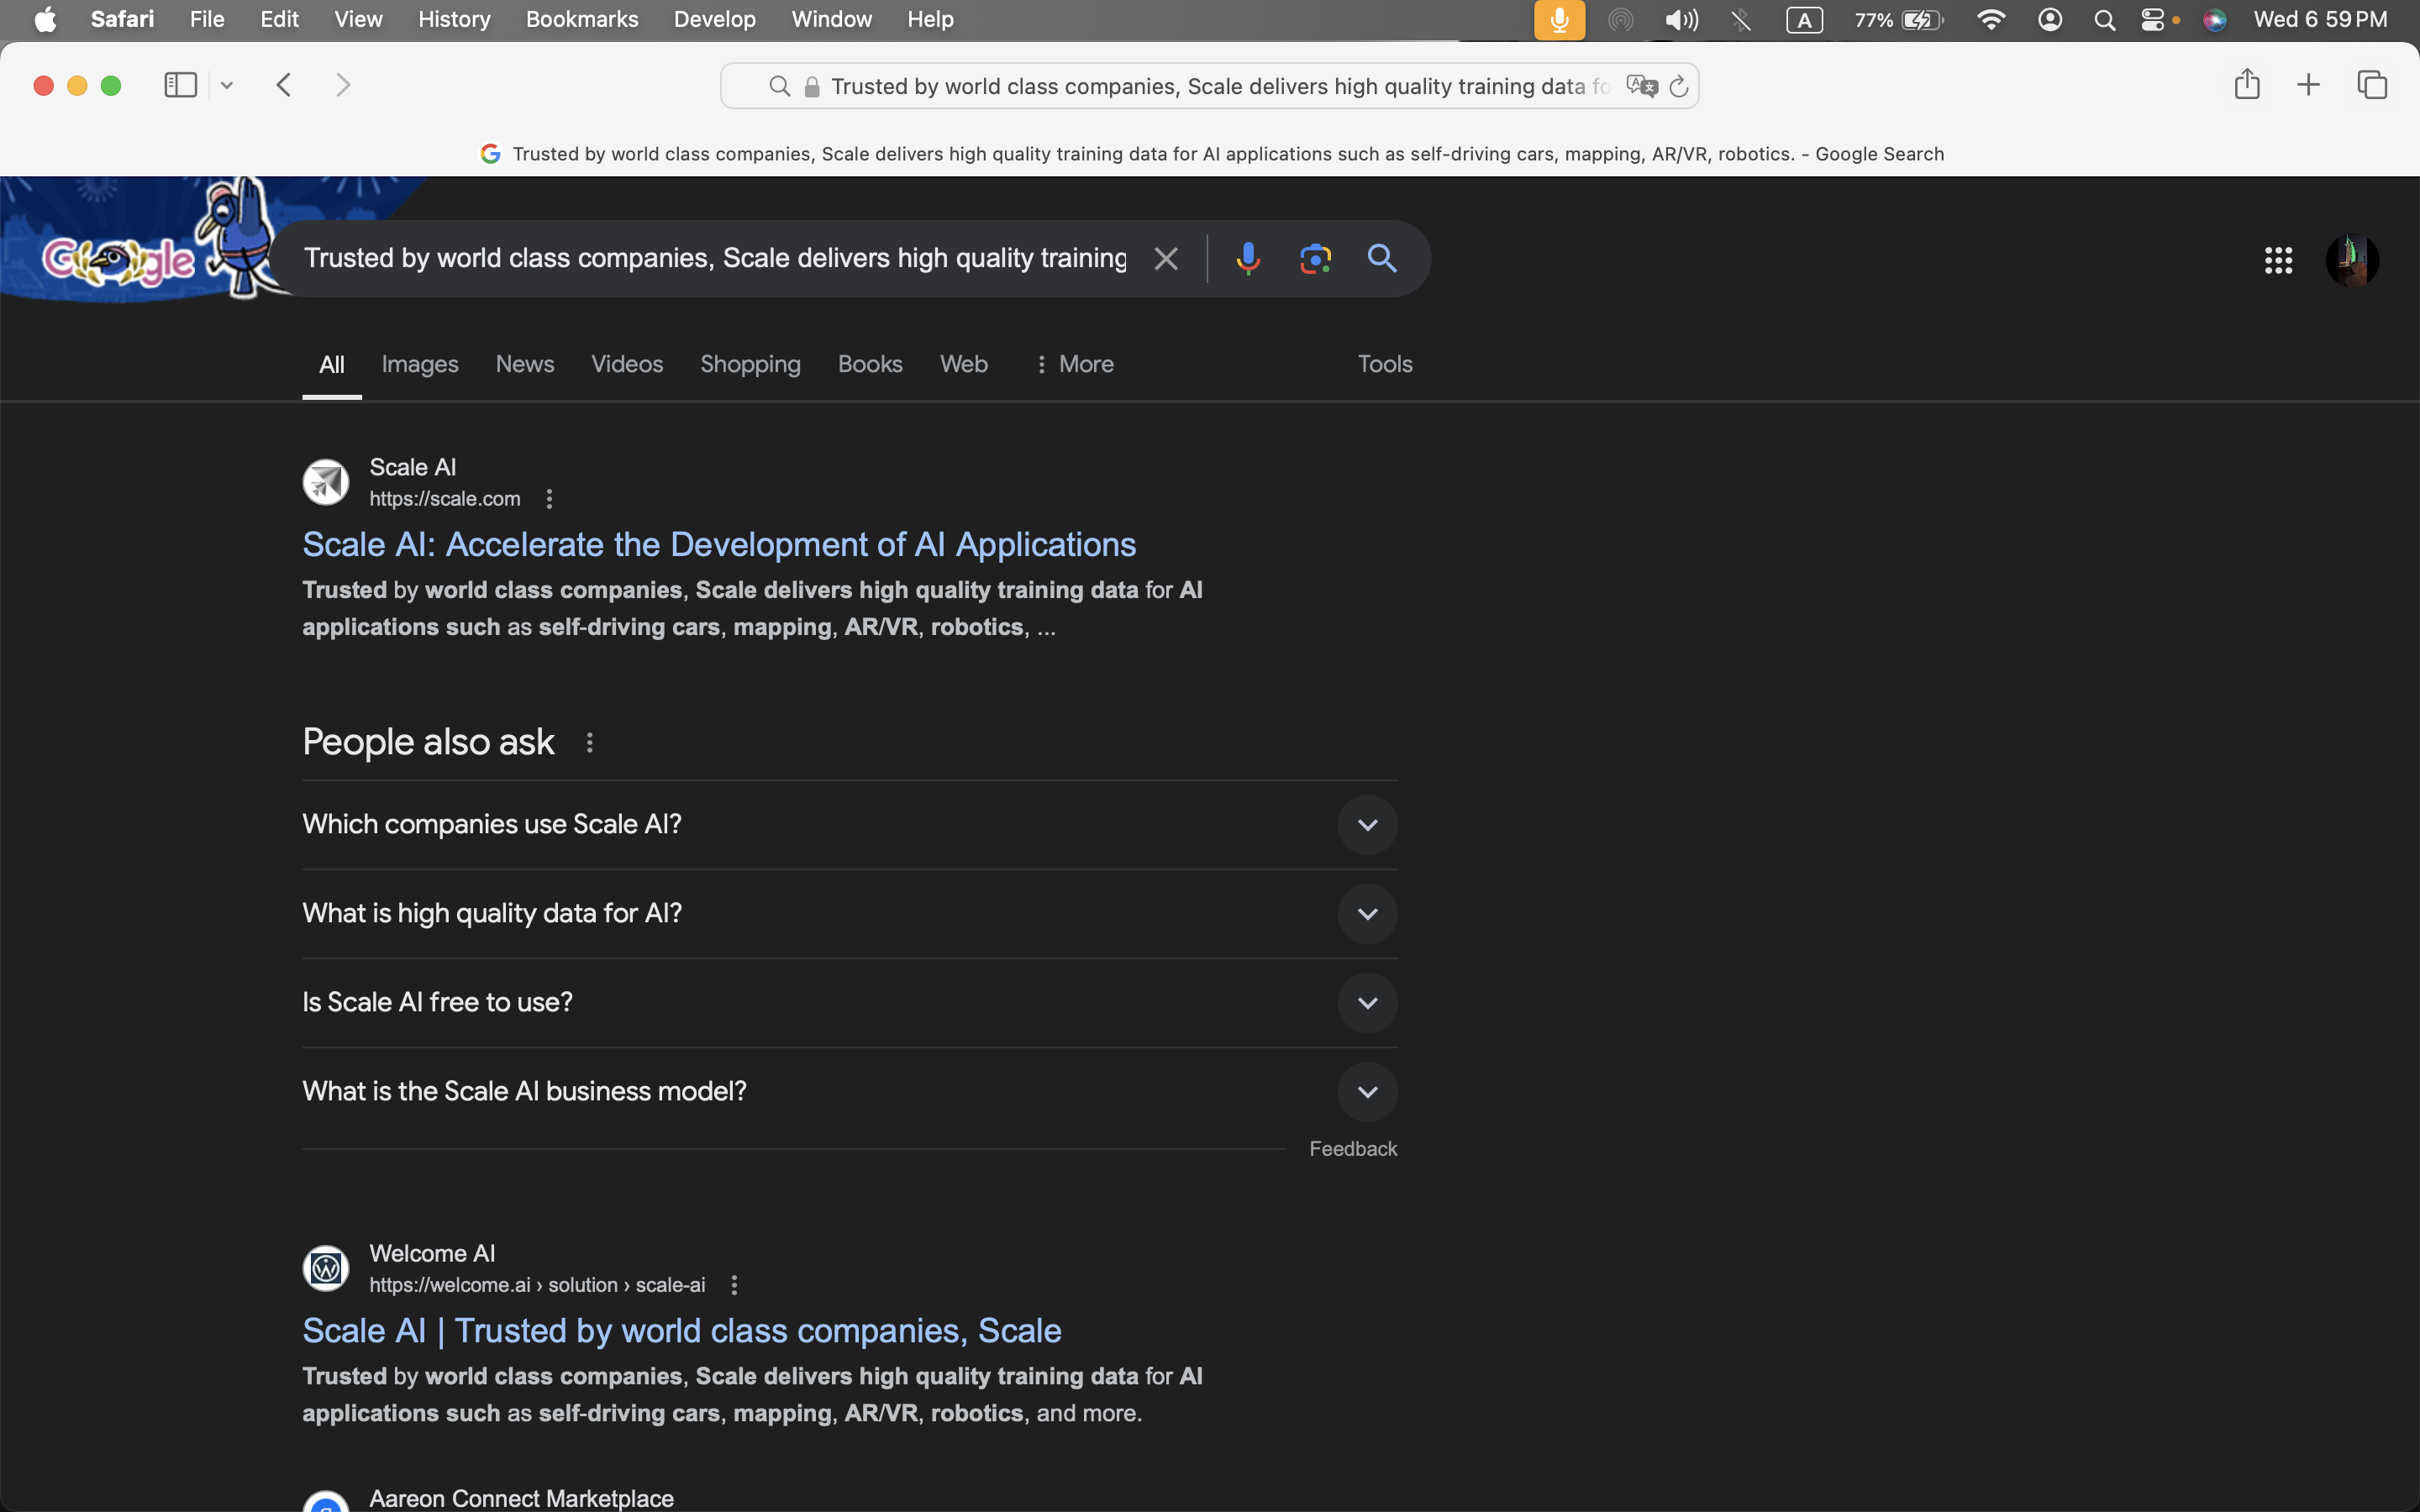 Safari File Edit View History Bookmarks Develop Window Help A 77% Wed 6 59 PM
Trusted by world class companies, Scale delivers high quality training data fo
Trusted by world class companies, Scale delivers high quality training data for AI applications such as self-driving cars, mapping, AR/VR, robotics. - Google Search
Google
Trusted by world class companies, Scale delivers high quality training
All Images News Videos Shopping Books Web More Tools
Scale AI
https://scale.com
Scale AI: Accelerate the Development of AI Applications
Trusted by world class companies, Scale delivers high quality training data for AI
applications such as self-driving cars, mapping, AR/VR, robotics, ...
People also ask
Which companies use Scale AI?
What is high quality data for AI?
Is Scale AI free to use?
What is the Scale AI business model?
Feedback
Welcome AI
https://welcome.ai › solution › scale-ai
Scale AI | Trusted by world class companies, Scale
Trusted by world class companies, Scale delivers high quality training data for AI
applications such as self-driving cars, mapping, AR/VR, robotics, and more.
Aareon Connect Marketplace